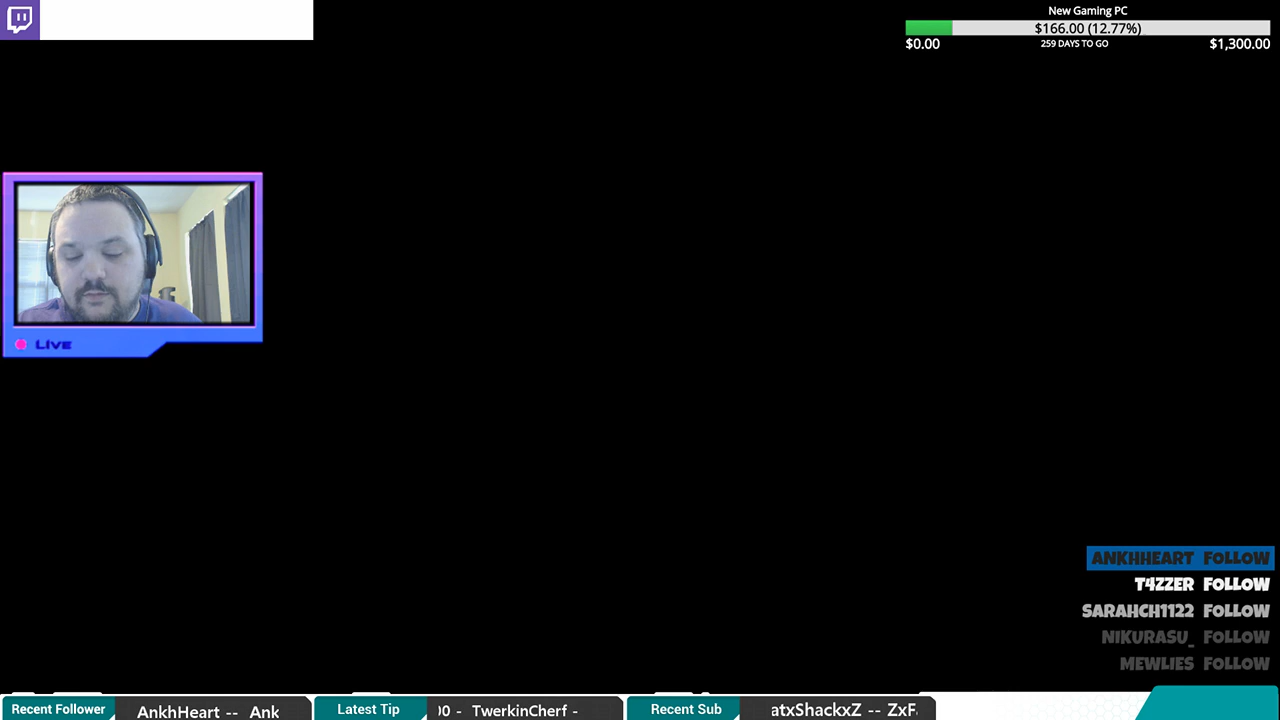 New Gaming PC
$166.00 (12.77%)
$0.00 259 DAYS TO GO $1,300.00
LIVE
ANKHHEART FOLLOW
T4ZZER FOLLOW
SARAHCH1122 FOLLOW
NIKURASU_ FOLLOW
MEWLIES FOLLOW
Recent Follower AnkhHeart -- Ank Latest Tip 00 - TwerkinCherf - Recent Sub atxShackxZ -- ZxF